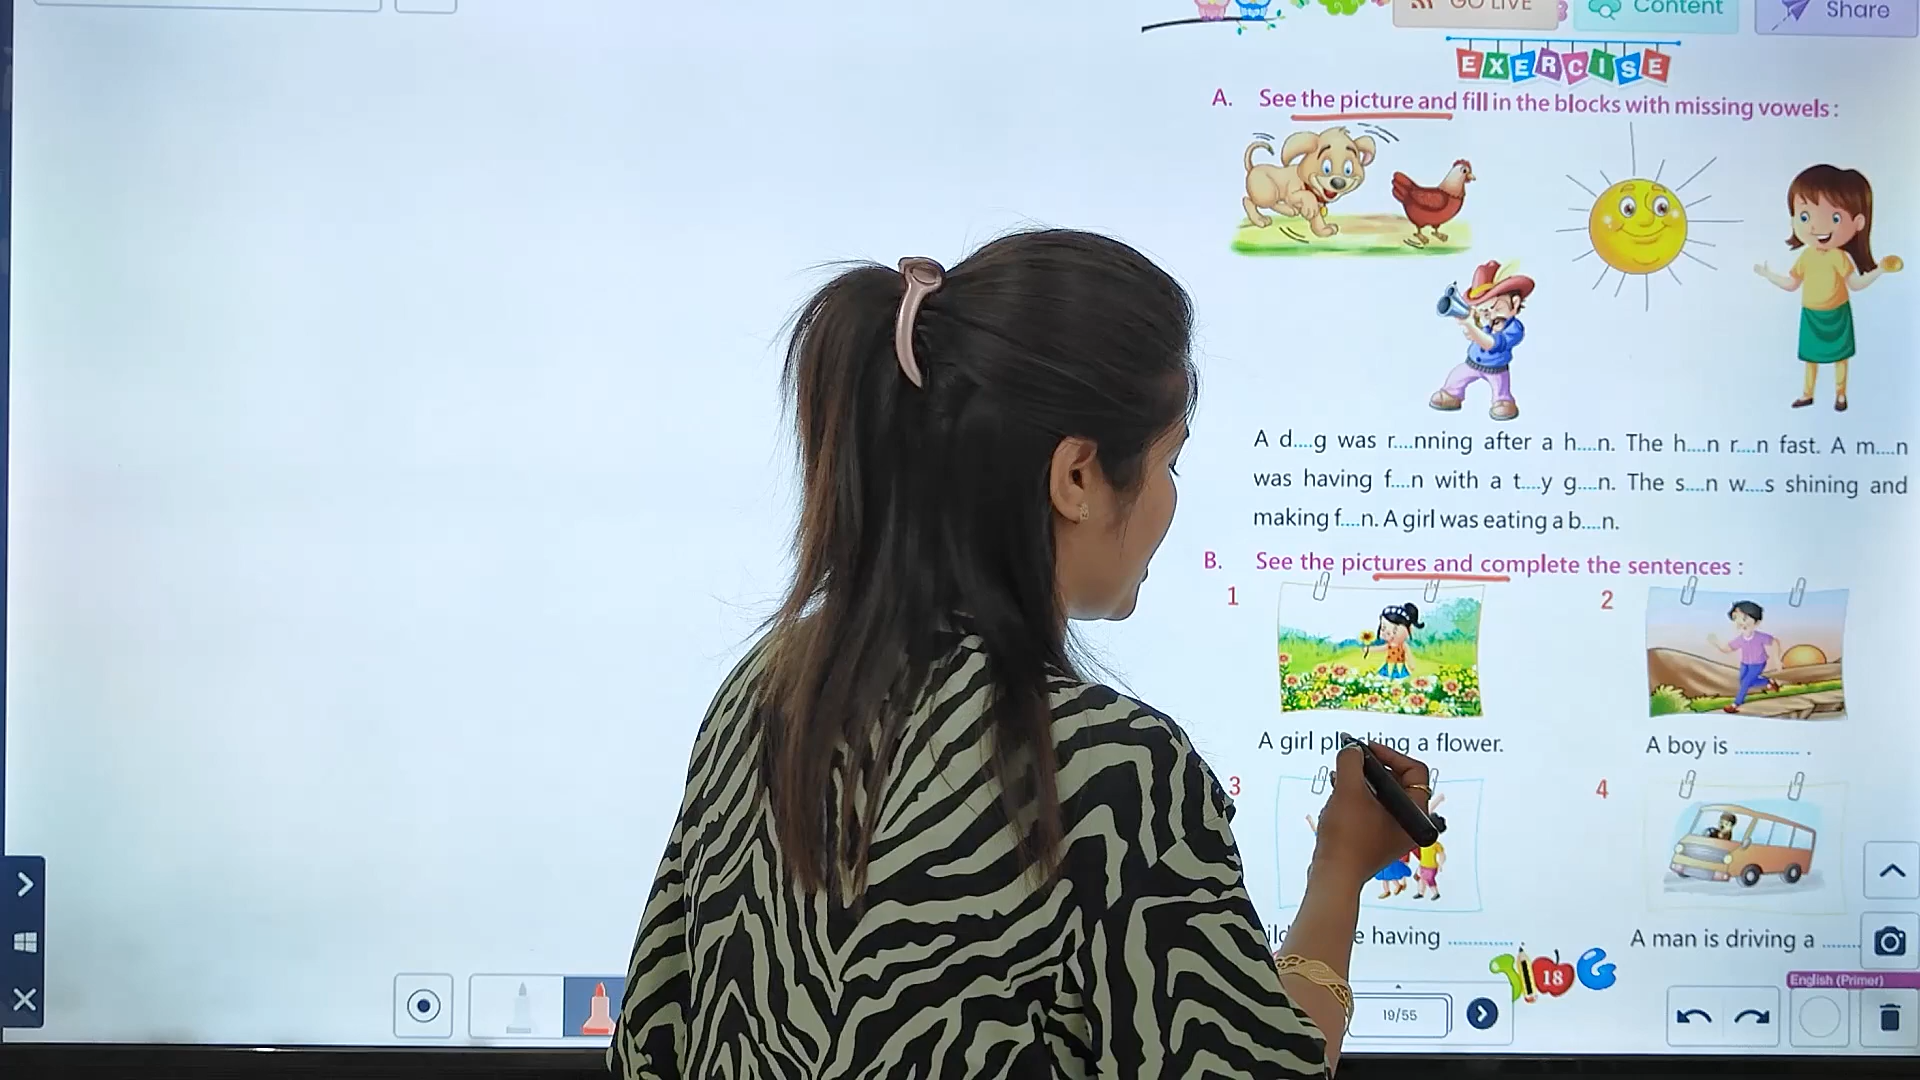 GO LIVE
Content
Share
EXERCISE
A. See the picture and fill in the blocks with missing vowels :
A d....g was r....nning after a h....n. The h....n r....n fast. A m....n
was having f....n with a t....y g....n. The s....n w....s shining and
making f....n. A girl was eating a b....n.
B. See the pictures and complete the sentences :
1
2
A girl a flower.
A boy is ............ .
3
4
having ............ .
A man is driving a .......
18
English (Primer)
19/55